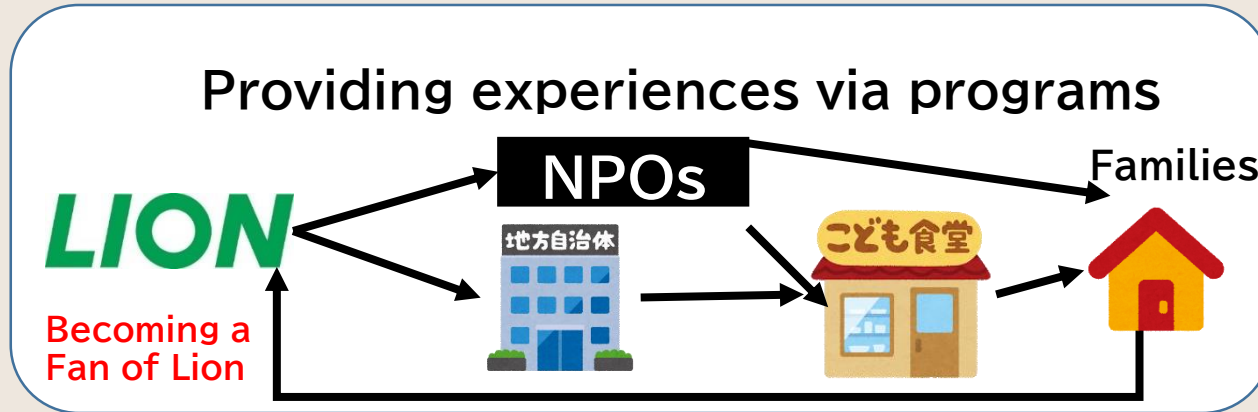 Providing experiences via programs
NPOs
Families
LION
地方自治体
こども食堂
Becoming a
Fan of Lion